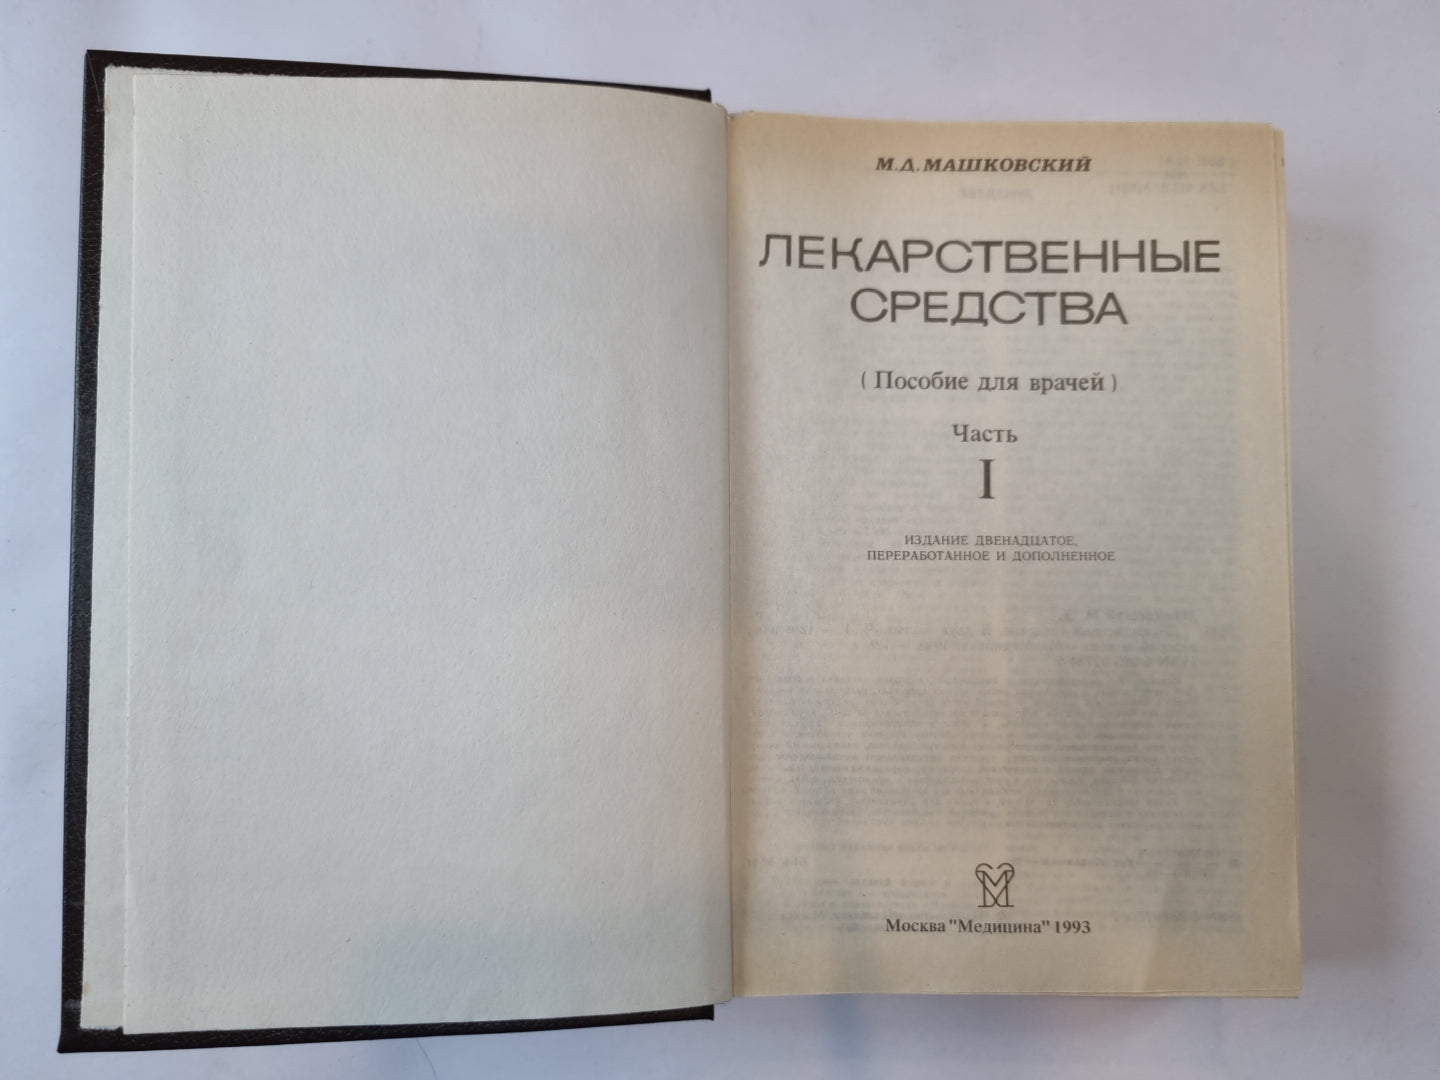 М.Д.МАШКОВСКИЙ
ЛЕКАРСТВЕННЫЕ
СРЕДСТВА
(Пособие для врачей)
Часть
I
ИЗДАНИЕ ДВЕНАДЦАТОЕ,
ПЕРЕРАБОТАННОЕ И ДОПОЛНЕННОЕ
Москва "Медицина" 1993